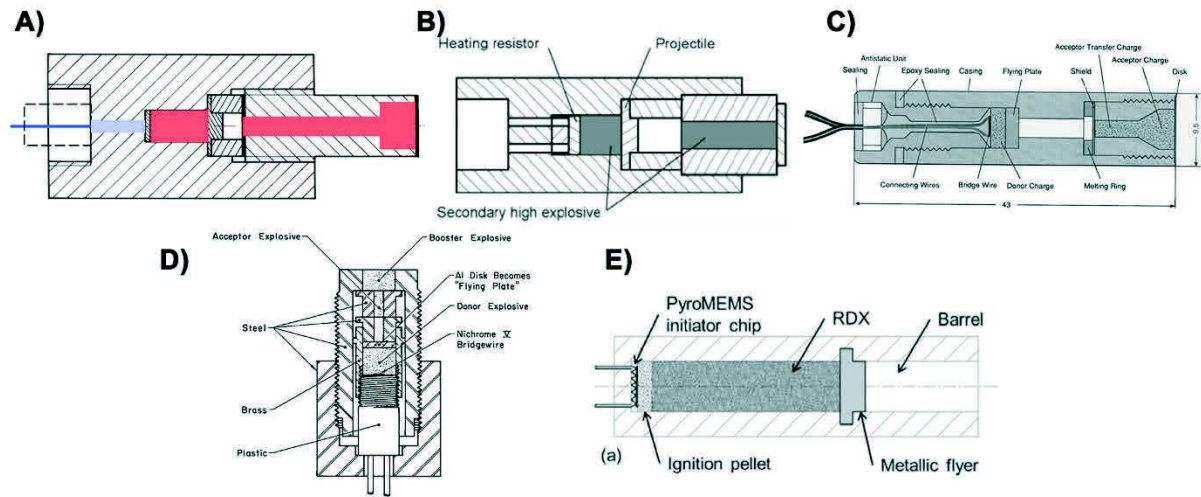 A)
B)
Heating resistor
Projectile
Secondary high explosive
C)
Acceptor Transfer Charge
Antistatic Unit
Acceptor Charge
Sealing
Epoxy Sealing
Casing
Flying Plate
Shield
Disk
Connecting Wires
Bridge Wire
Donor Charge
Melting Ring
43
8.5
D)
Acceptor Explosive
Booster Explosive
Al Disk Becomes
"Flying Plate"
Donor Explosive
Steel
Nichrome V
Bridgewire
Brass
Plastic
E)
PyroMEMS
initiator chip
RDX
Barrel
(a)
Ignition pellet
Metallic flyer